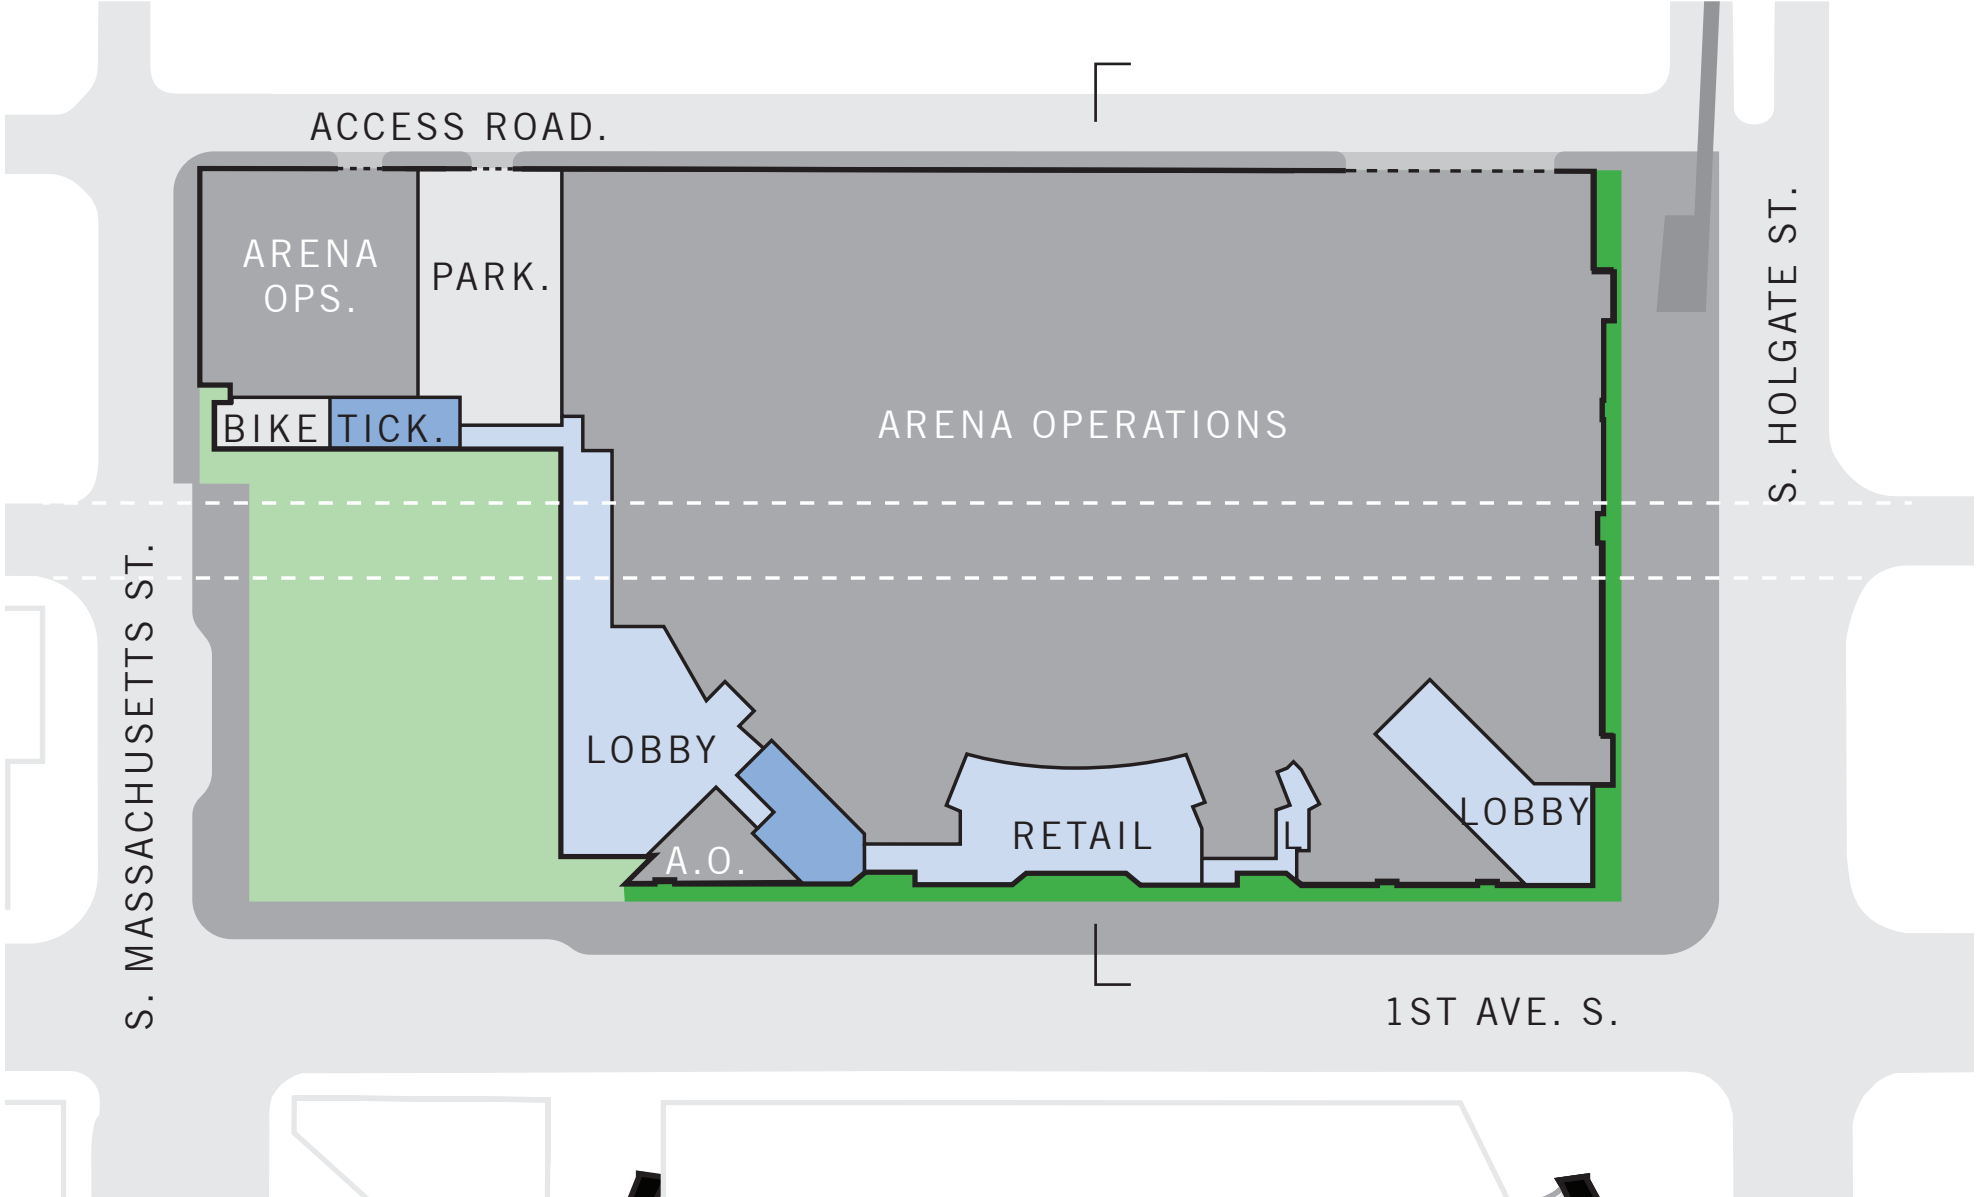 ACCESS ROAD.
ARENA
OPS.
PARK.
S. HOLGATE ST.
BIKE
TICK.
ARENA OPERATIONS
S. MASSACHUSETTS ST.
LOBBY
A.O.
RETAIL
L
LOBBY
1ST AVE. S.